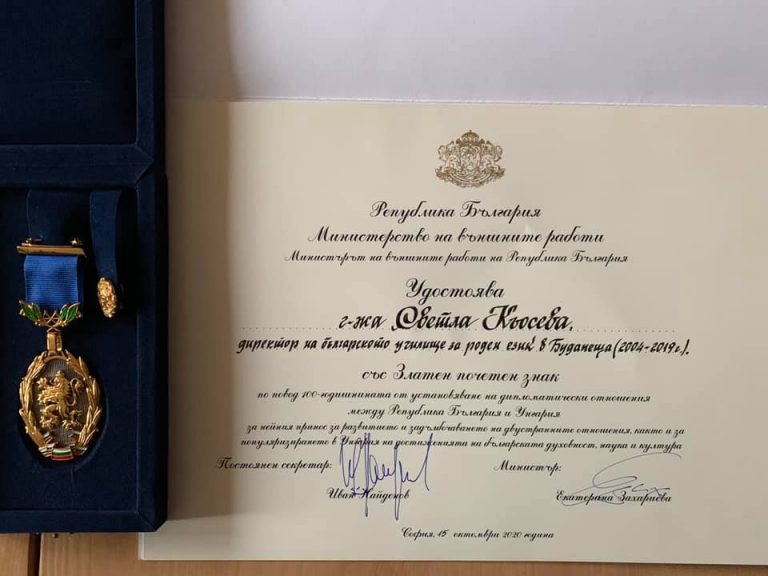 Република България
Министерство на външните работи
Министърът на външните работи на Република България
Удостоява
г-жа Светла Кьосева,
директор на българското училище за роден език в Будапеща (2004-2019г.).
със Златен почетен знак
по повод 100-годишнината от установяване на дипломатически отношения
между Република България и Унгария
за нейния принос за развитието и задълбочаването на двустранните отношения, както и за
популяризирането в Унгария на достиженията на българската духовност, наука и култура
Постоянен секретар: Министър:
Иван Найденов Екатерина Захариева
София, 15 октомври 2020 година